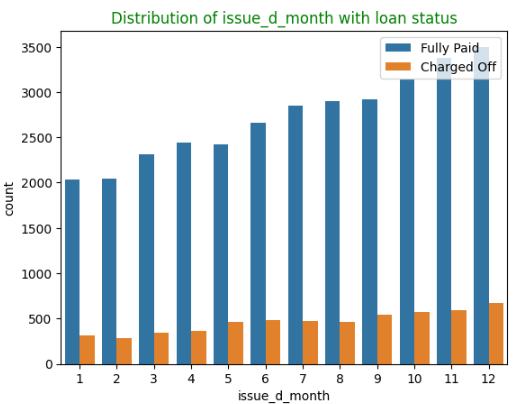 Distribution of issue_d_month with loan status
Fully Paid
Charged Off
3500
3000
2500
2000
1500
1000
500
0
count
1 2 3 4 5 6 7 8 9 10 11 12
issue_d_month